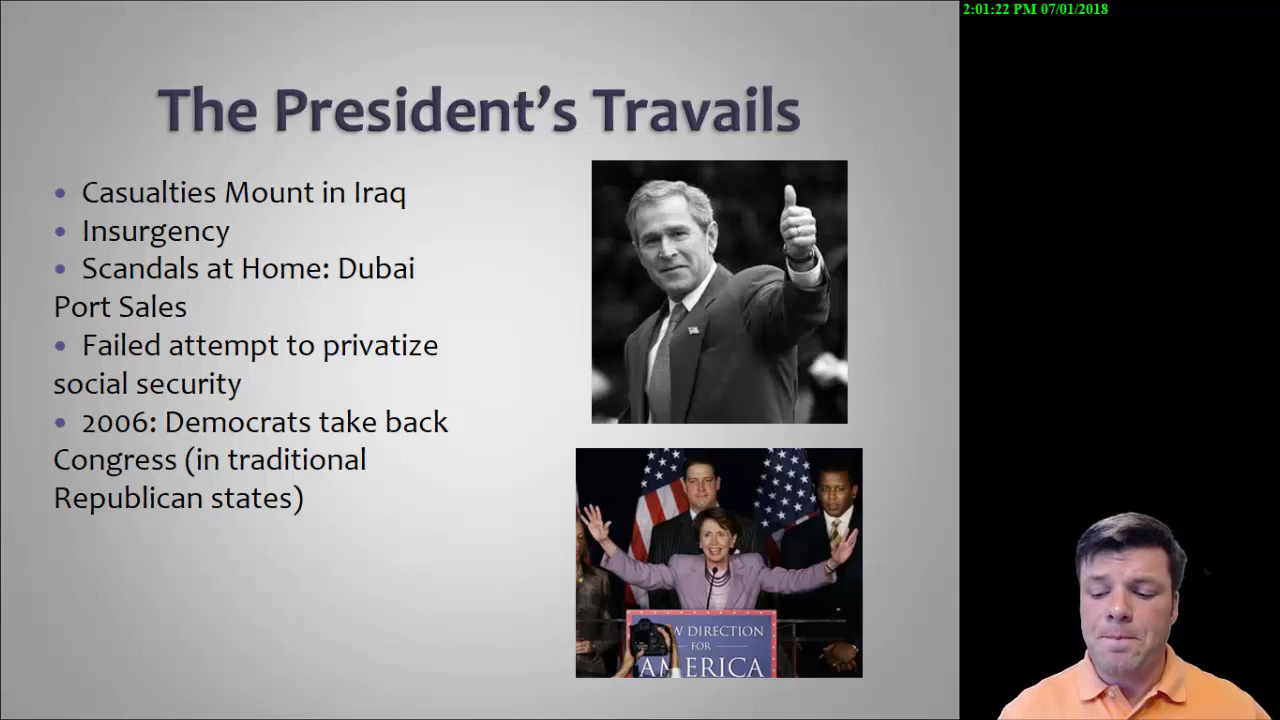 2:01:22 PM 07/01/2018
The President's Travails
• Casualties Mount in Iraq
• Insurgency
• Scandals at Home: Dubai
Port Sales
• Failed attempt to privatize
social security
• 2006: Democrats take back
Congress (in traditional
Republican states)
DIRECTION
FOR
AMERICA